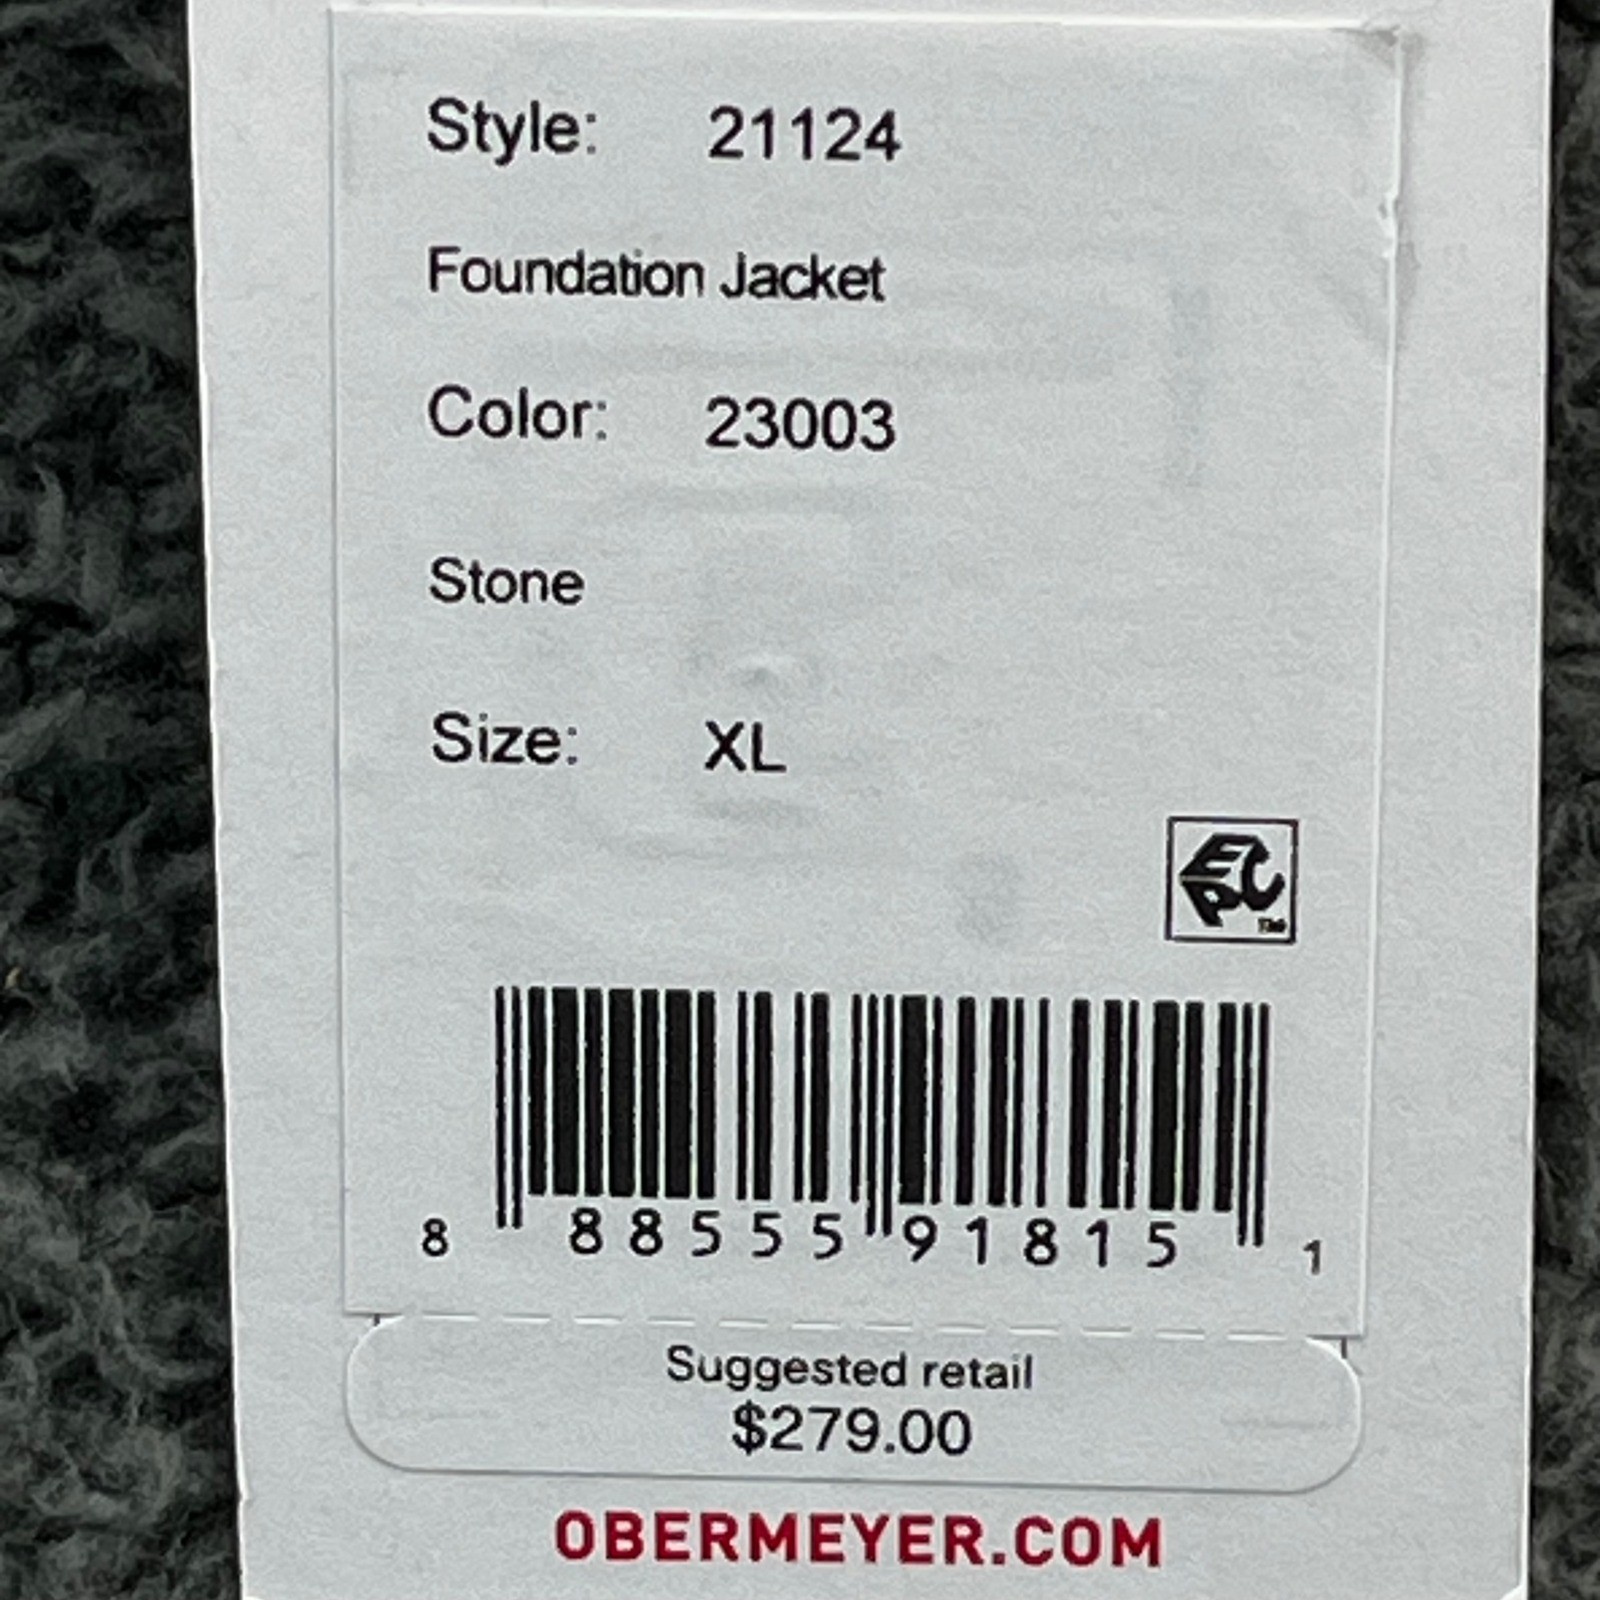 Style: 21124
Foundation Jacket
Color: 23003
Stone
Size: XL
EPC
8 88555 91815 1
Suggested retail
$279.00
OBERMEYER.COM